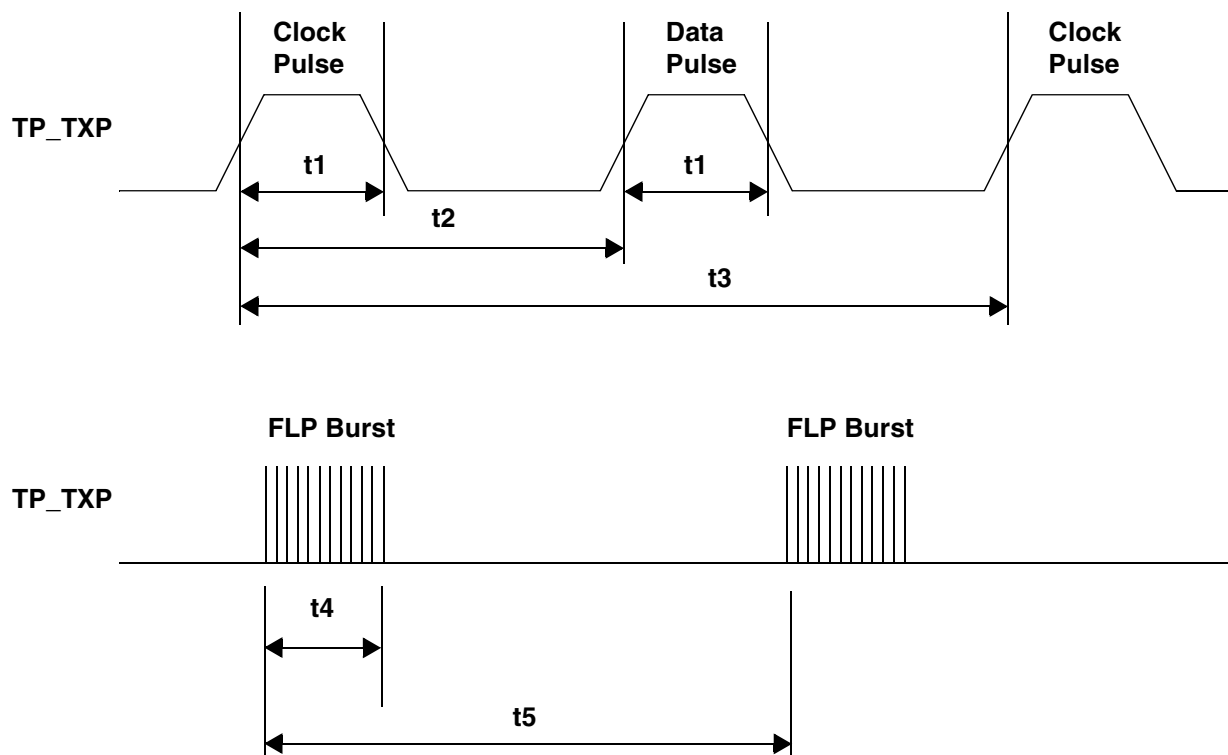 Clock
Pulse
Data
Pulse
Clock
Pulse
TP_TXP
t1
t1
t2
t3
FLP Burst
FLP Burst
TP_TXP
t4
t5